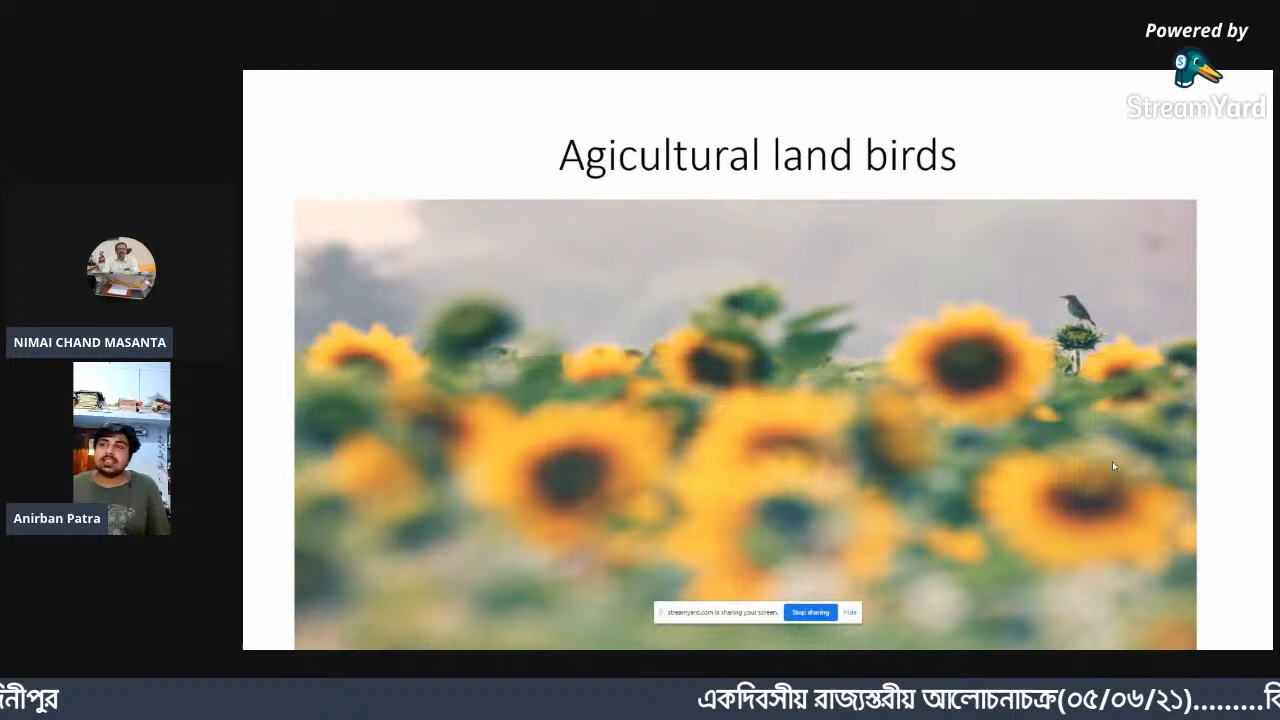 Powered by
StreamYard
Agicultural land birds
NIMAI CHAND MASANTA
Anirban Patra
streamyard.com is sharing your screen.
Stop sharing
Hide
একদিবসীয় রাজ্যস্তরীয় আলোচনাচক্র(০৫/০৬/২১).........